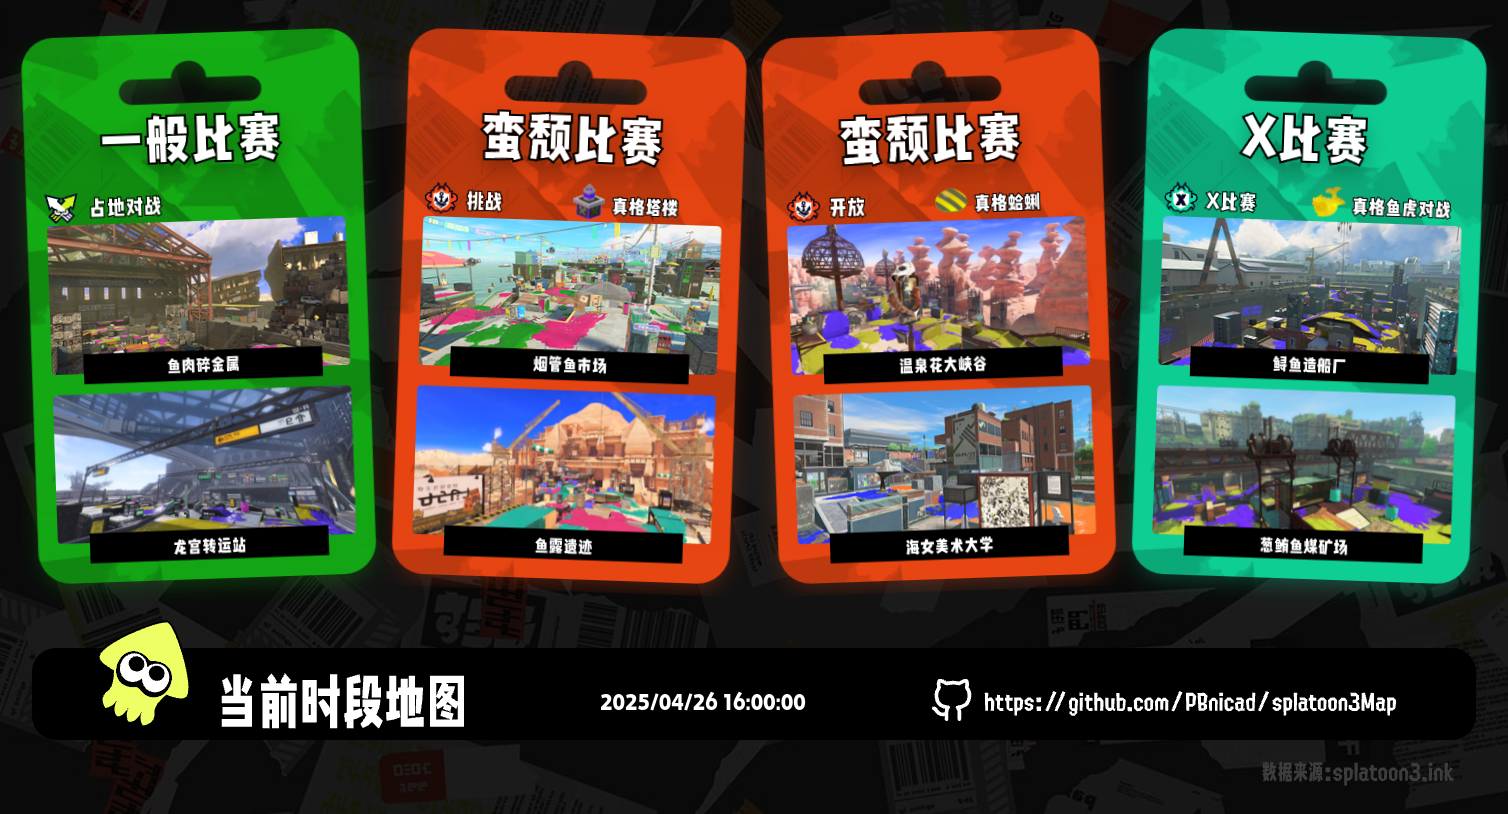 一般比赛
占地对战
鱼肉碎金属
龙宫转运站
蛮颓比赛
挑战
真格塔楼
烟管鱼市场
鱼露遗迹
蛮颓比赛
开放
真格蛤蜊
温泉花大峡谷
海女美术大学
X比赛
X比赛
真格鱼虎对战
鲟鱼造船厂
葱鲔鱼煤矿场
当前时段地图
2025/04/26 16:00:00
https://github.com/PBnicad/splatoon3Map
数据来源:splatoon3.ink